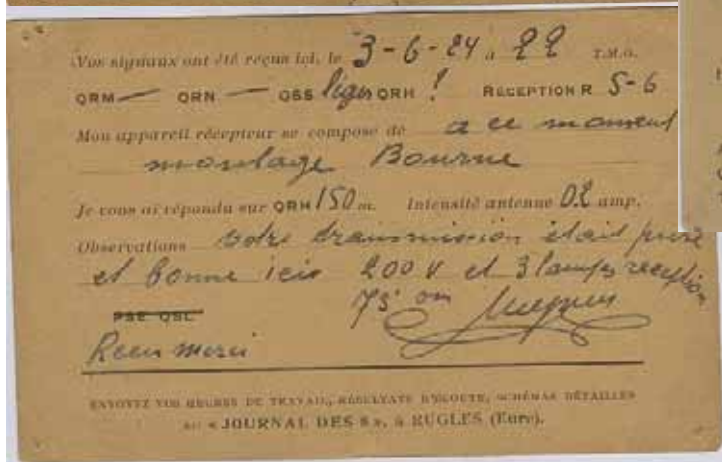 Vos signaux ont été reçus ici, le 3-6-24 à 22 T.M.G.
QRM — QRN — QSS léger QRH ! RÉCEPTION R 5-6
Mon appareil récepteur se compose de a ce moment
montage Bourne
Je vous ai répondu sur QRH 150 m. Intensité antenne 0.2 amp.
Observations votre transmission était pure
et bonne ici 200 v et 3 lampes réception
73 om
PSE QSL
Reçu merci
ENVOYEZ VOS HEURES DE TRAVAIL, RÉSULTATS D'ÉCOUTE, SCHÉMAS DÉTAILLÉS
au « JOURNAL DES 8 », à RUGLES (Eure).